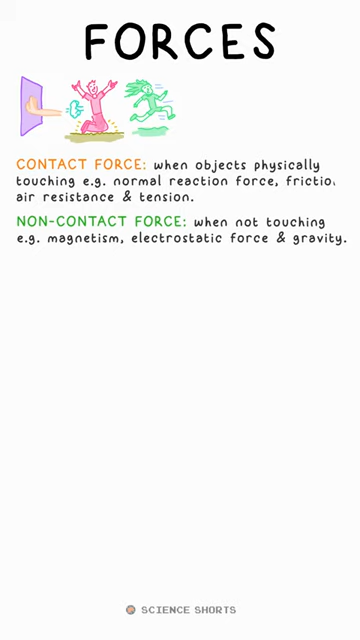 FORCES
CONTACT FORCE: when objects physically
touching e.g. normal reaction force, frictio
air resistance & tension.
NON-CONTACT FORCE: when not touching
e.g. magnetism, electrostatic force & gravity.
SCIENCE SHORTS